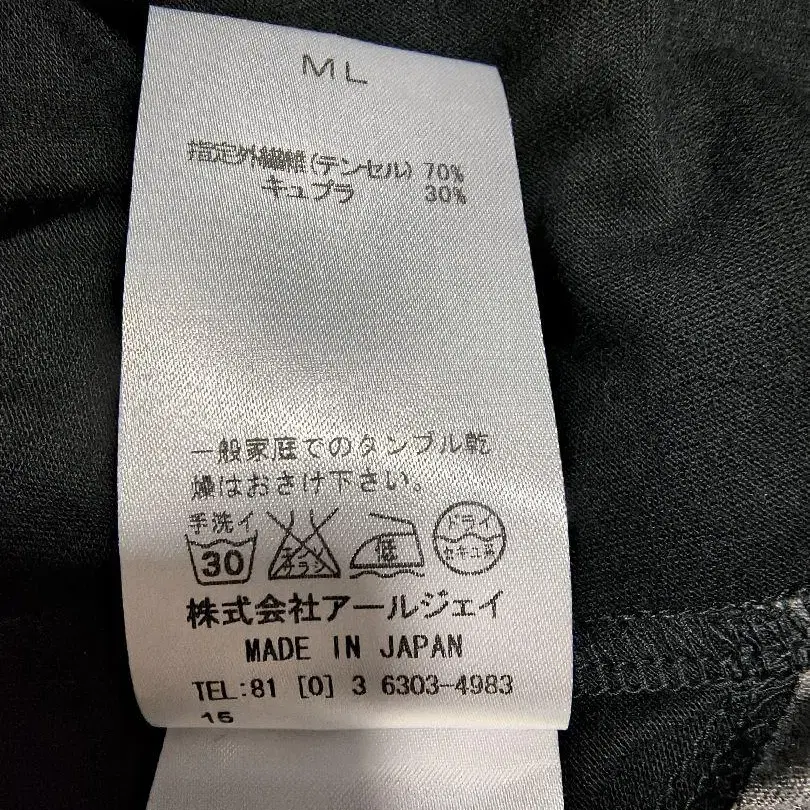 ML
指定外繊維(テンセル) 70%
キュプラ 30%
一般家庭でのタンブル乾
燥はおさけ下さい。
手洗イ
30
エンソ
サラシ
低
ドライ
セキユ系
株式会社アールジェイ
MADE IN JAPAN
TEL:81 [0] 3 6303-4983
15